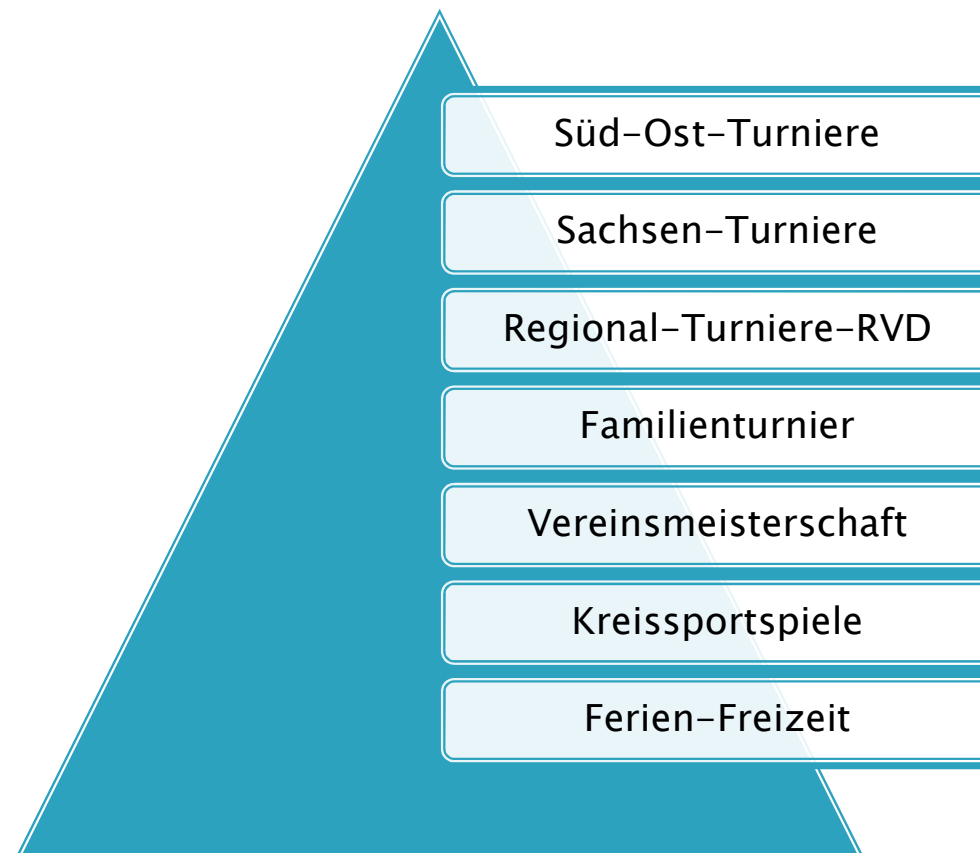 Süd-Ost-Turniere
Sachsen-Turniere
Regional-Turniere-RVD
Familienturnier
Vereinsmeisterschaft
Kreissportspiele
Ferien-Freizeit